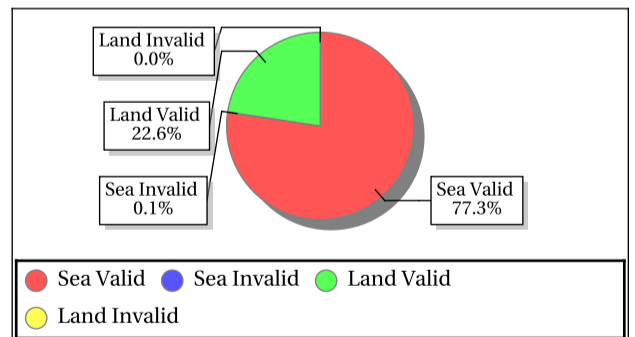 Land Invalid
0.0%
Land Valid
22.6%
Sea Invalid
0.1%
Sea Valid
77.3%
Sea Valid Sea Invalid Land Valid
Land Invalid